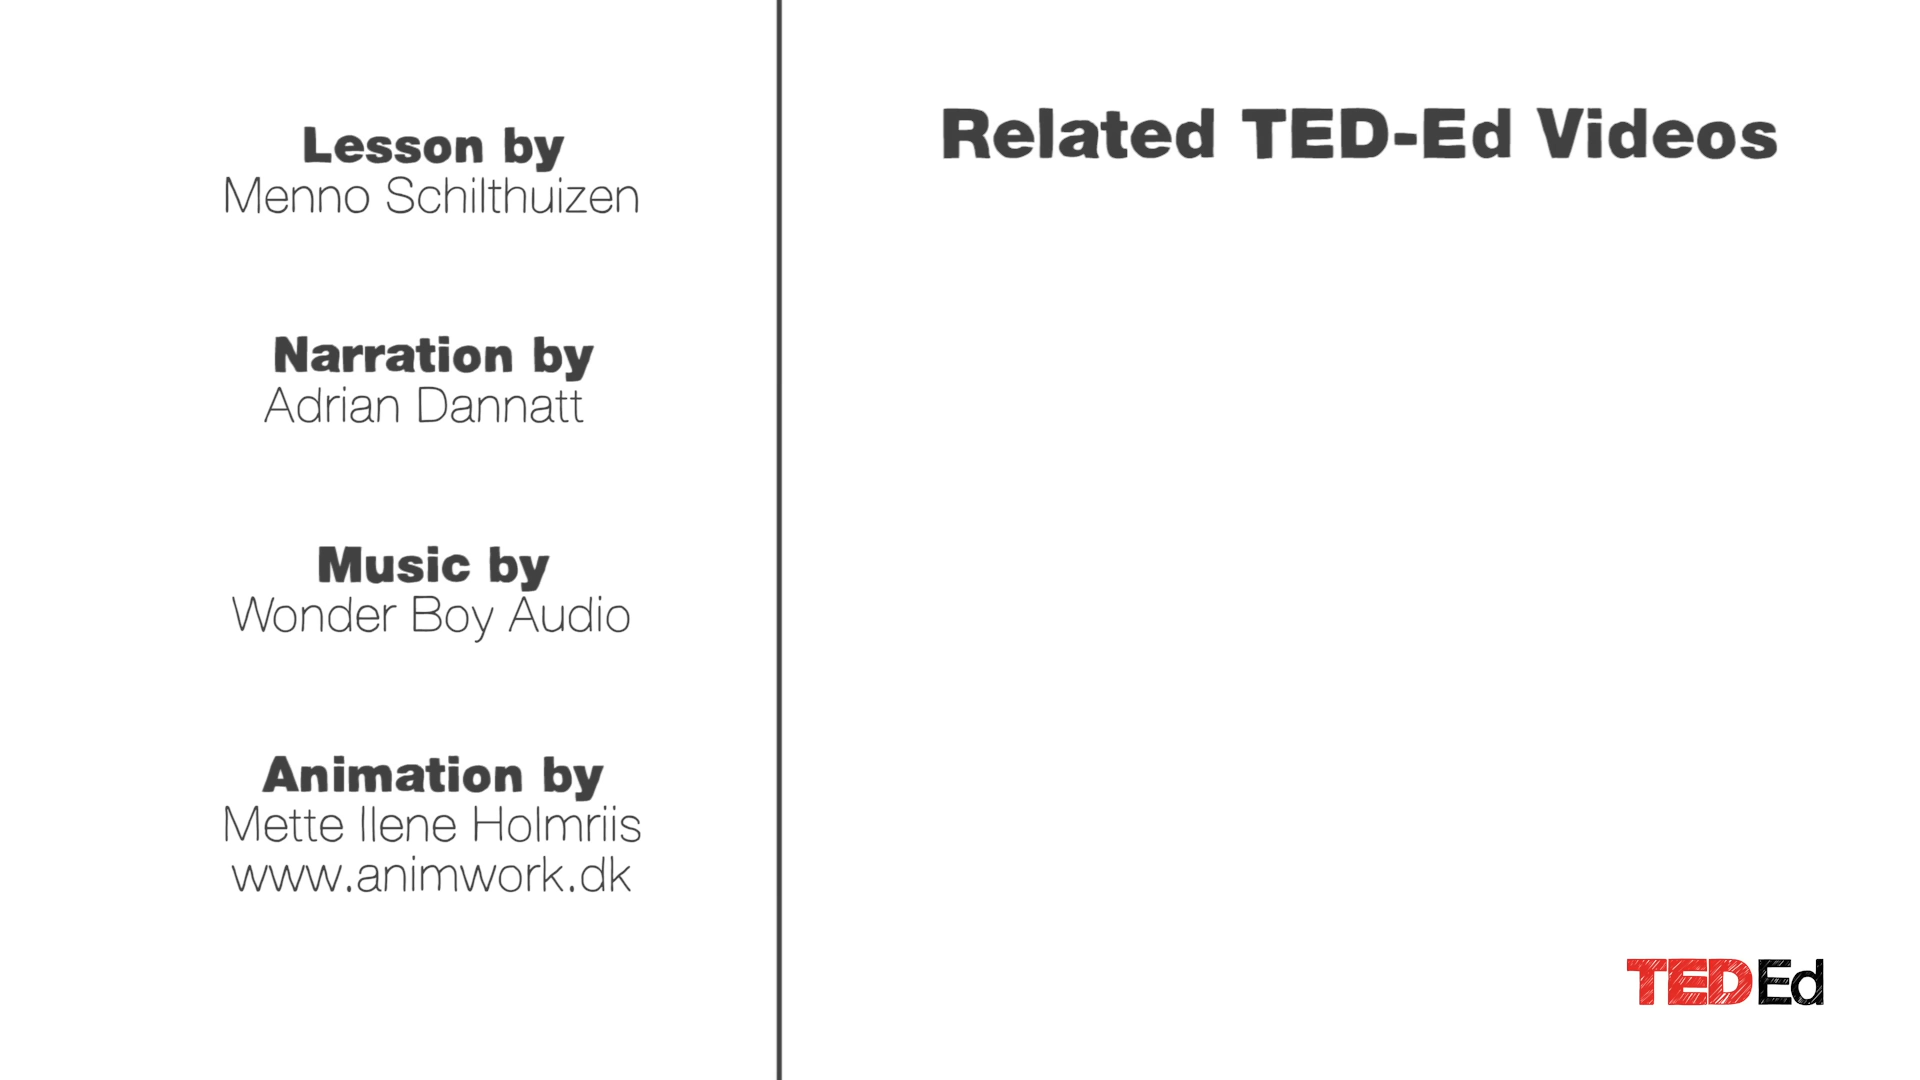 Lesson by
Menno Schilthuizen
Narration by
Adrian Dannatt
Music by
Wonder Boy Audio
Animation by
Mette Ilene Holmriis
www.animwork.dk
Related TED-Ed Videos
TEDEd